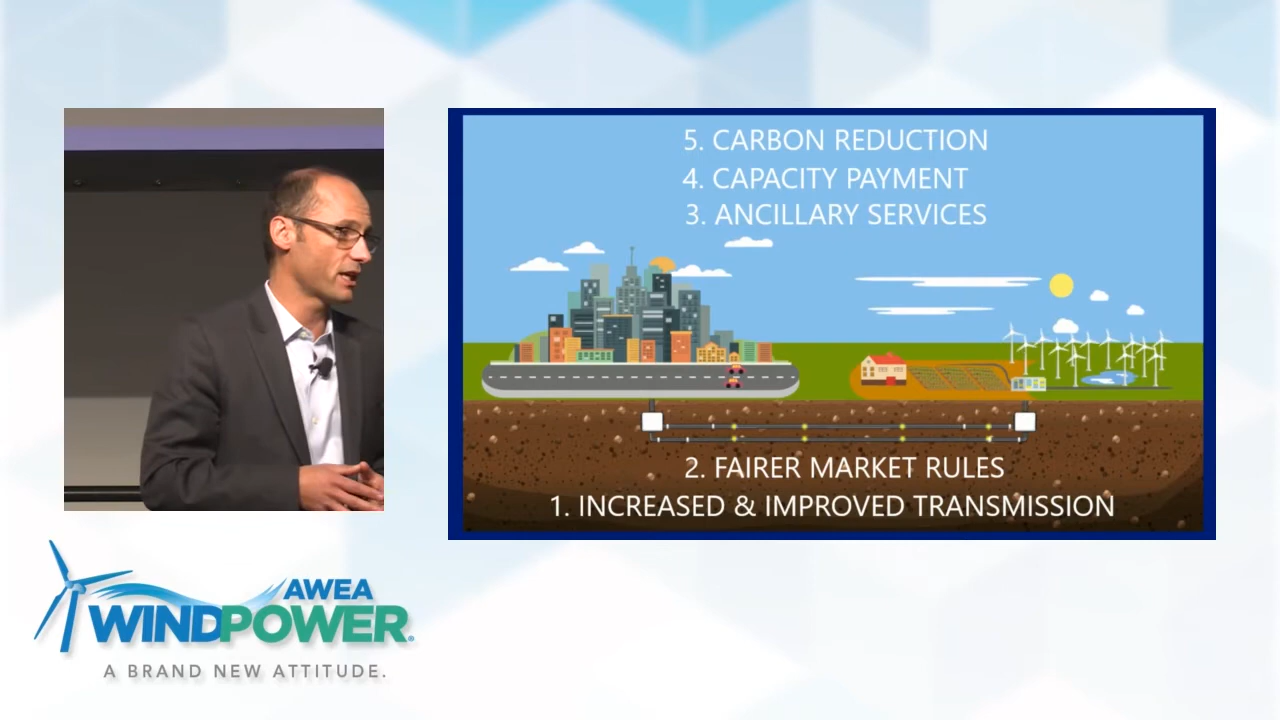 5. CARBON REDUCTION
4. CAPACITY PAYMENT
3. ANCILLARY SERVICES
2. FAIRER MARKET RULES
1. INCREASED & IMPROVED TRANSMISSION
AWEA
WINDPOWER®
A BRAND NEW ATTITUDE.